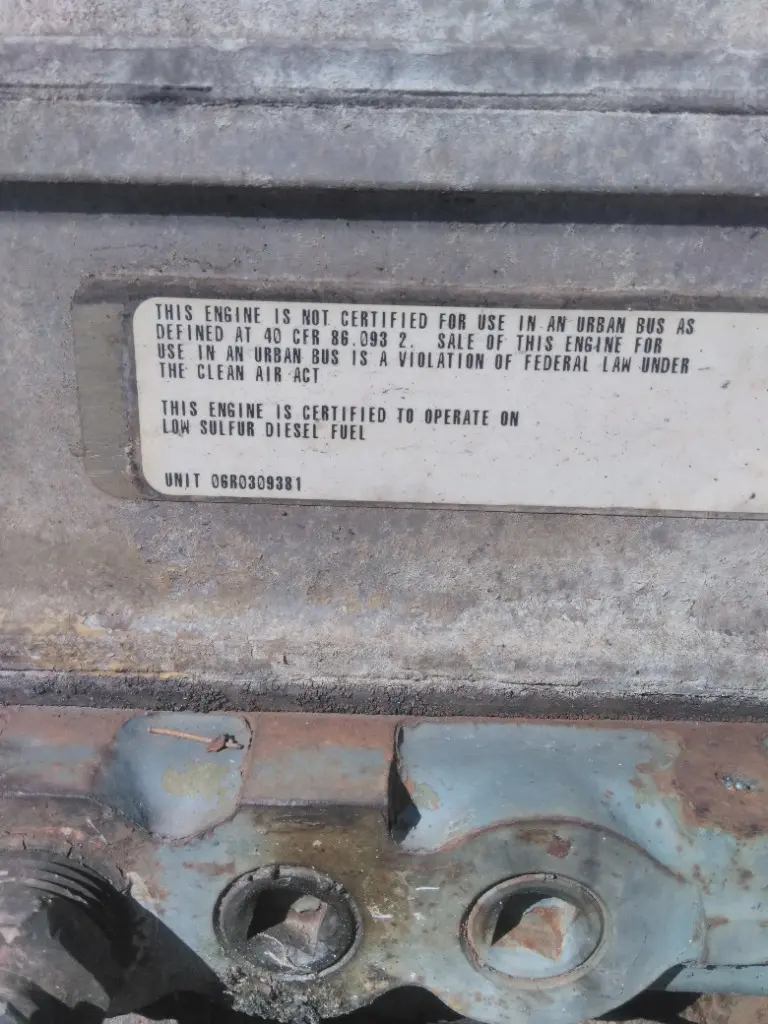 THIS ENGINE IS NOT CERTIFIED FOR USE IN AN URBAN BUS AS
DEFINED AT 40 CFR 86.093 2. SALE OF THIS ENGINE FOR
USE IN AN URBAN BUS IS A VIOLATION OF FEDERAL LAW UNDER
THE CLEAN AIR ACT
THIS ENGINE IS CERTIFIED TO OPERATE ON
LOW SULFUR DIESEL FUEL
UNIT 06R0309381